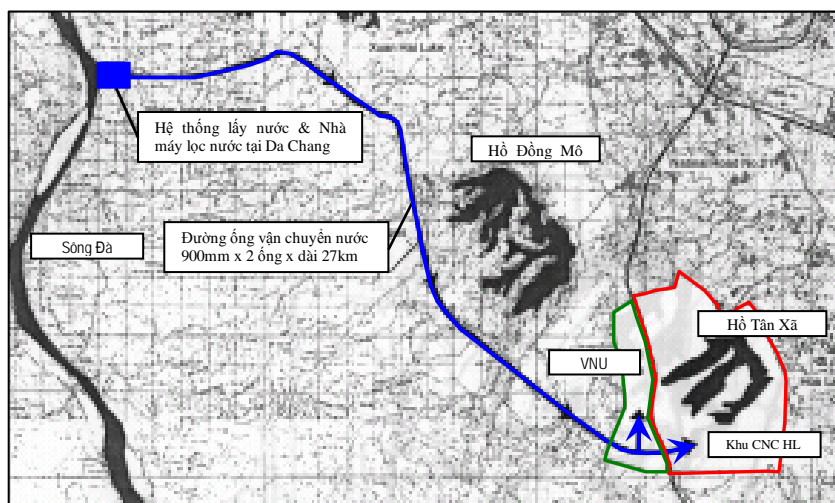 Hệ thống lấy nước & Nhà
máy lọc nước tại Da Chang
Hồ Đồng Mô
Sông Đà
Đường ống vận chuyển nước
900mm x 2 ống x dài 27km
Hồ Tân Xã
VNU
Khu CNC HL